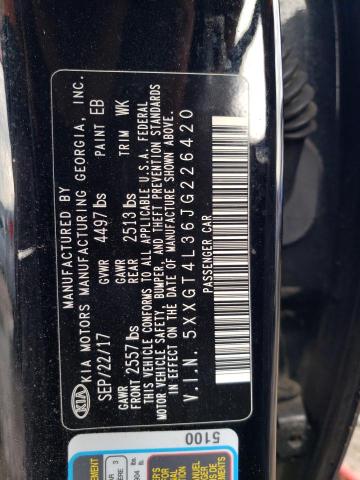 KIA
MANUFACTURED BY
KIA MOTORS MANUFACTURING GEORGIA, INC.
SEP/22/17 GVWR 4497 lbs PAINT EB
GAWR FRONT 2557 lbs GAWR REAR 2513 lbs TRIM WK
THIS VEHICLE CONFORMS TO ALL APPLICABLE U.S.A. FEDERAL
MOTOR VEHICLE SAFETY, BUMPER, AND THEFT PREVENTION STANDARDS
IN EFFECT ON THE DATE OF MANUFACTURE SHOWN ABOVE.
V.I.N. 5XXGT4L36JG226420
PASSENGER CAR
5100